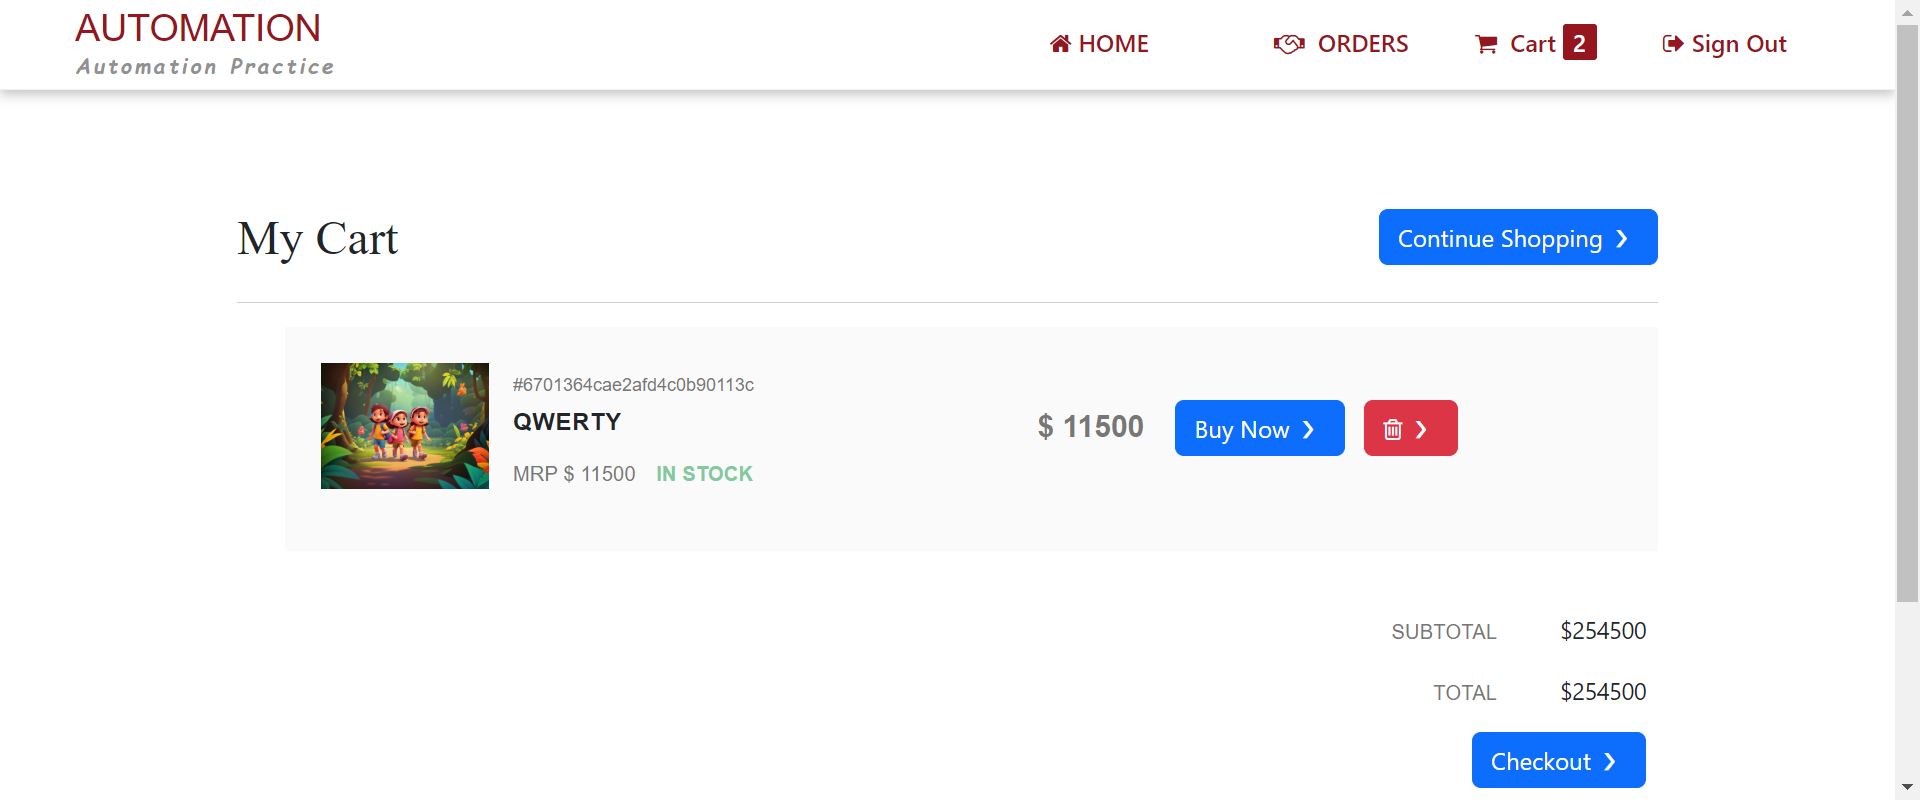 AUTOMATION
Automation Practice
HOME
ORDERS
Cart 2
Sign Out
My Cart
Continue Shopping ❯
#6701364cae2afd4c0b90113c
QWERTY
MRP $ 11500 IN STOCK
$ 11500
Buy Now ❯
❯
SUBTOTAL $254500
TOTAL $254500
Checkout ❯